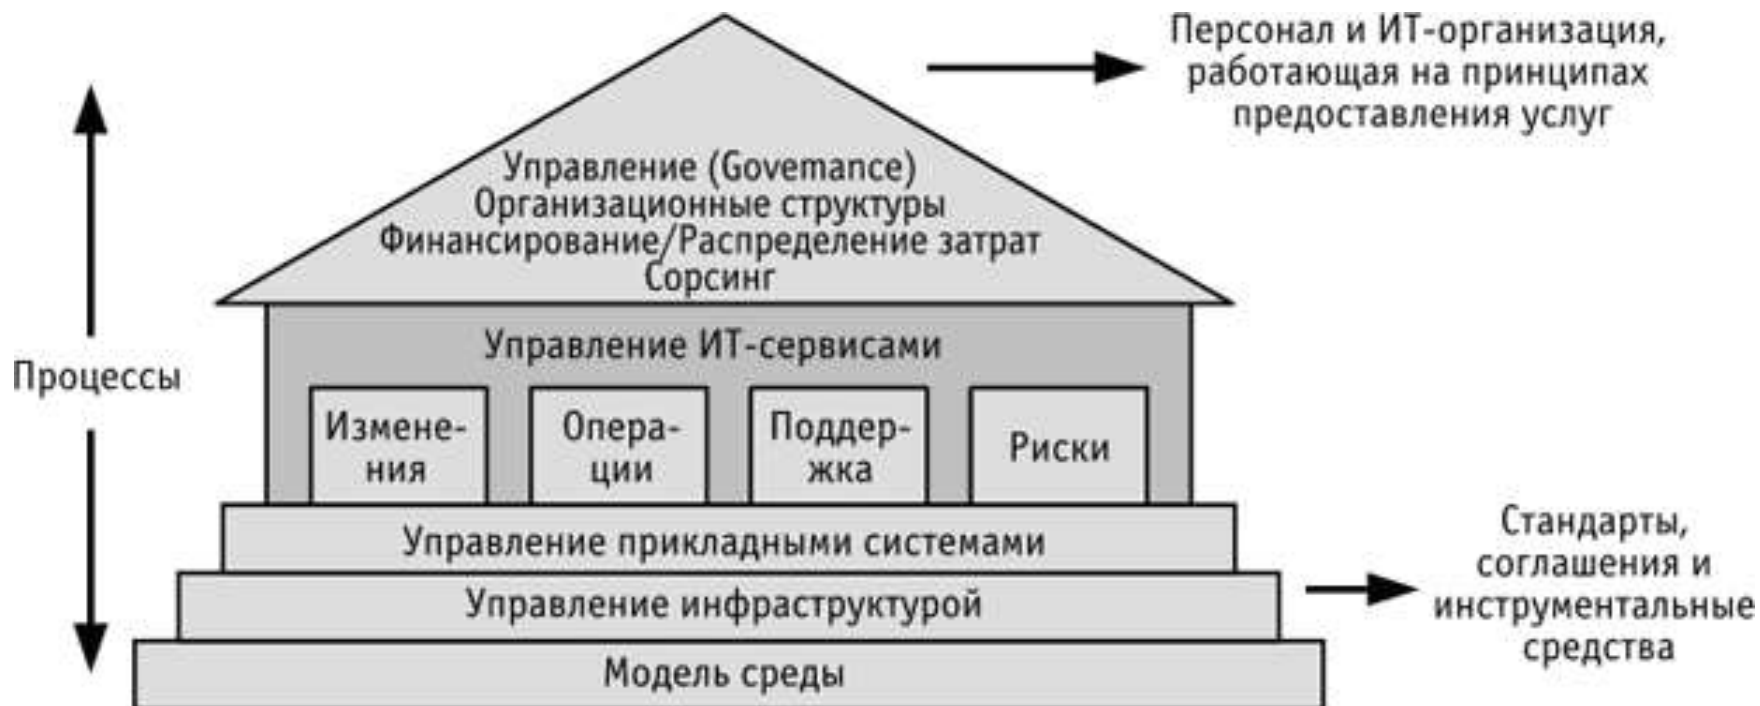 Персонал и ИТ-организация,
работающая на принципах
предоставления услуг
Управление (Govemance)
Организационные структуры
Финансирование/Распределение затрат
Сорсинг
Процессы
Управление ИТ-сервисами
Измене-
ния
Опера-
ции
Поддер-
жка
Риски
Управление прикладными системами
Управление инфраструктурой
Модель среды
Стандарты,
соглашения и
инструментальные
средства